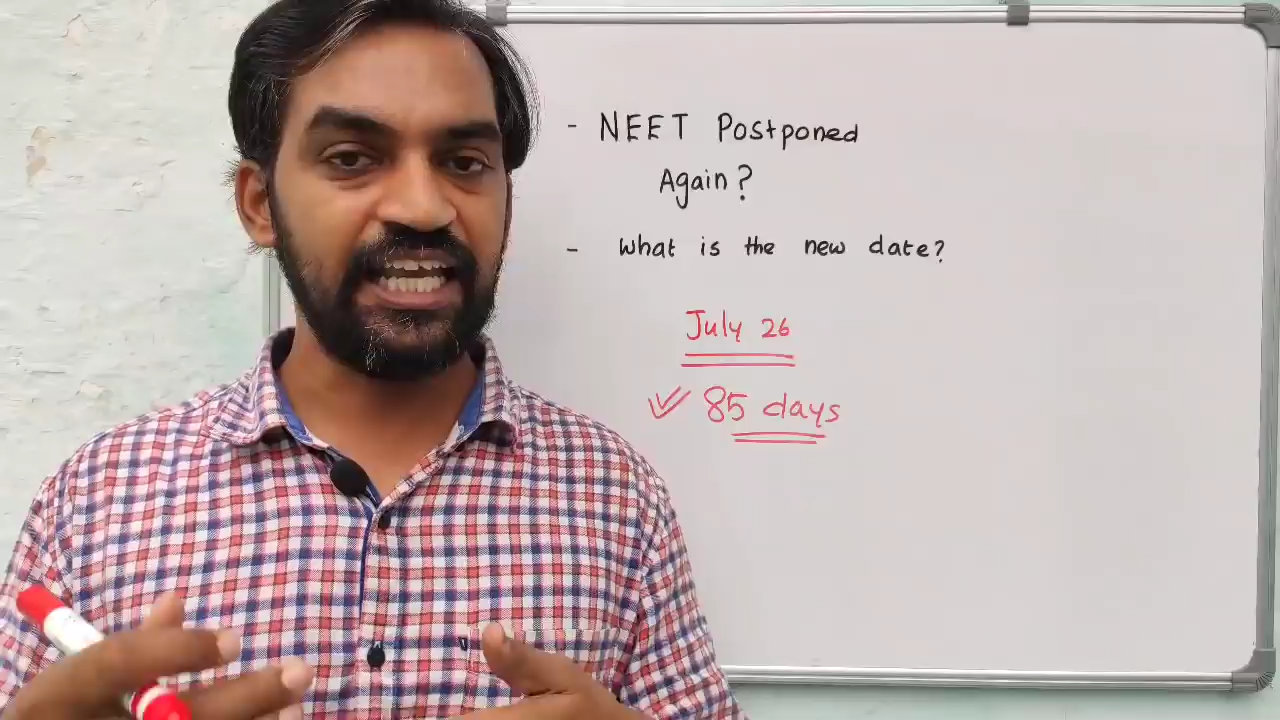 - NEET Postponed
Again?
- What is the new date?
July 26
85 days